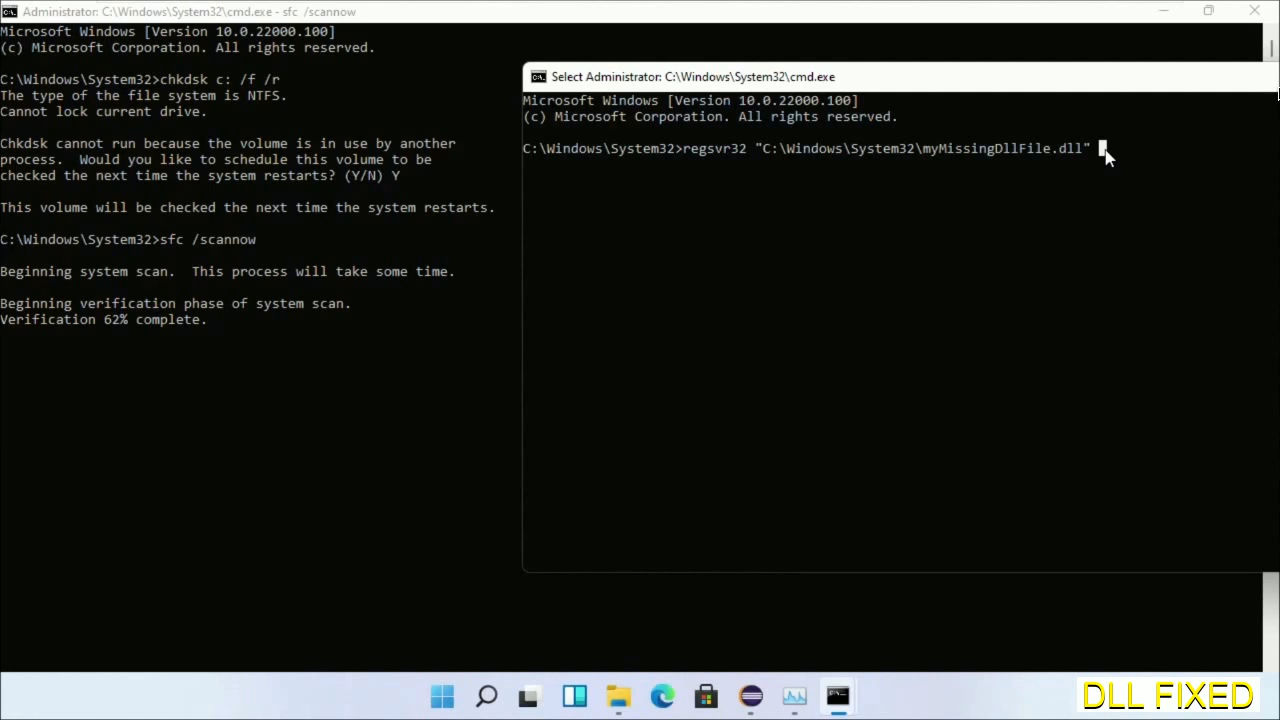 Administrator: C:\Windows\System32\cmd.exe - sfc /scannow
Microsoft Windows [Version 10.0.22000.100]
(c) Microsoft Corporation. All rights reserved.
C:\Windows\System32>chkdsk c: /f /r
The type of the file system is NTFS.
Cannot lock current drive.
Chkdsk cannot run because the volume is in use by another
process.  Would you like to schedule this volume to be
checked the next time the system restarts? (Y/N) Y
This volume will be checked the next time the system restarts.
C:\Windows\System32>sfc /scannow
Beginning system scan.  This process will take some time.
Beginning verification phase of system scan.
Verification 62% complete.
Select Administrator: C:\Windows\System32\cmd.exe
Microsoft Windows [Version 10.0.22000.100]
(c) Microsoft Corporation. All rights reserved.
C:\Windows\System32>regsvr32 "C:\Windows\System32\myMissingDllFile.dll"
DLL FIXED